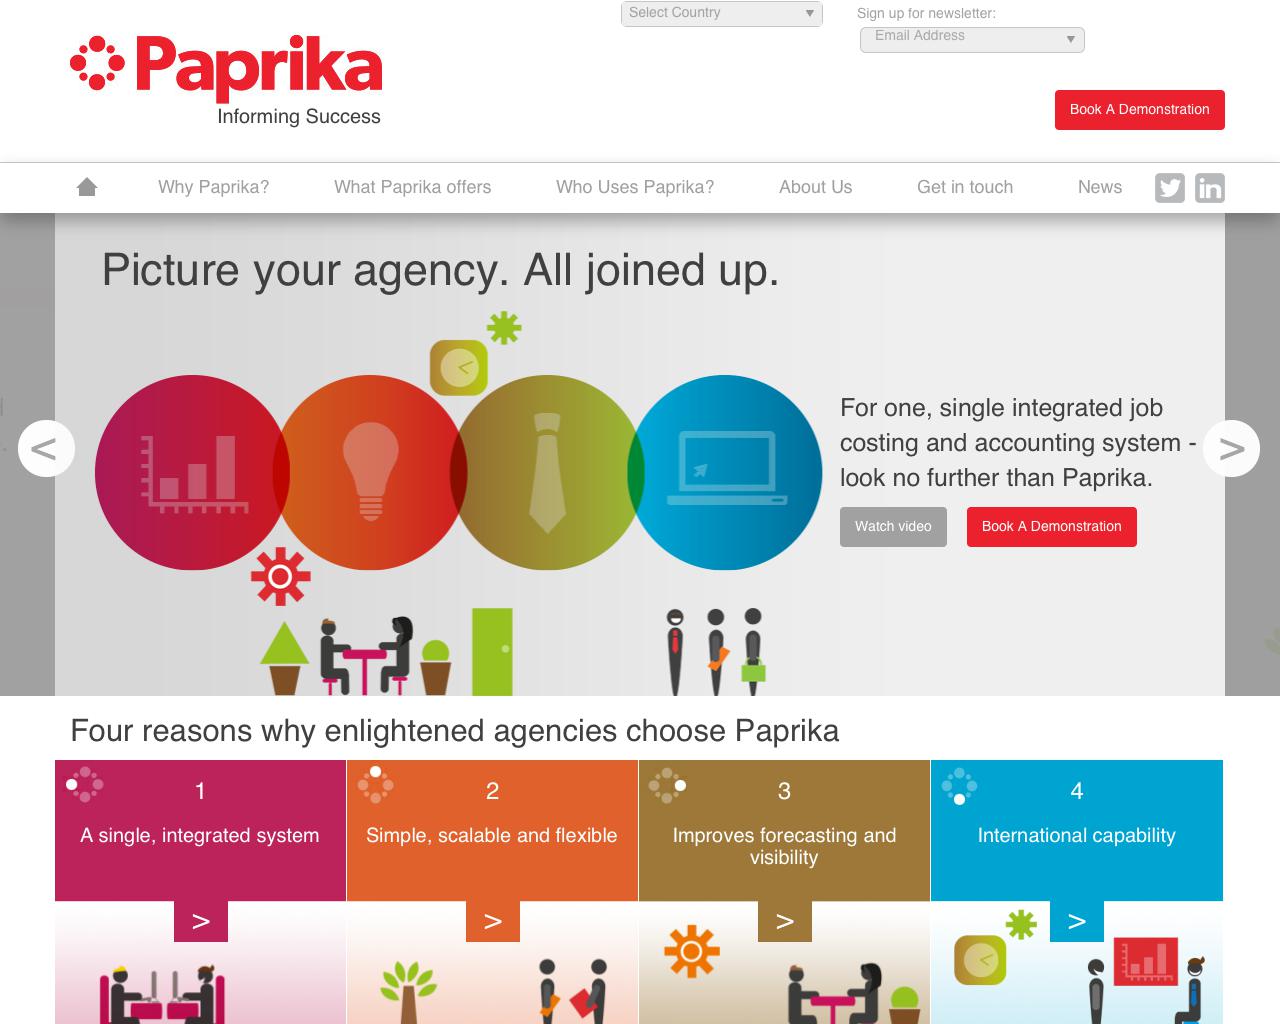 Select Country
Sign up for newsletter:
Email Address
Paprika
Informing Success
Book A Demonstration
Why Paprika?
What Paprika offers
Who Uses Paprika?
About Us
Get in touch
News
in
Picture your agency. All joined up.
For one, single integrated job
costing and accounting system -
look no further than Paprika.
<
>
Watch video
Book A Demonstration
Four reasons why enlightened agencies choose Paprika
1
A single, integrated system
>
2
Simple, scalable and flexible
>
3
Improves forecasting and
visibility
>
4
International capability
>